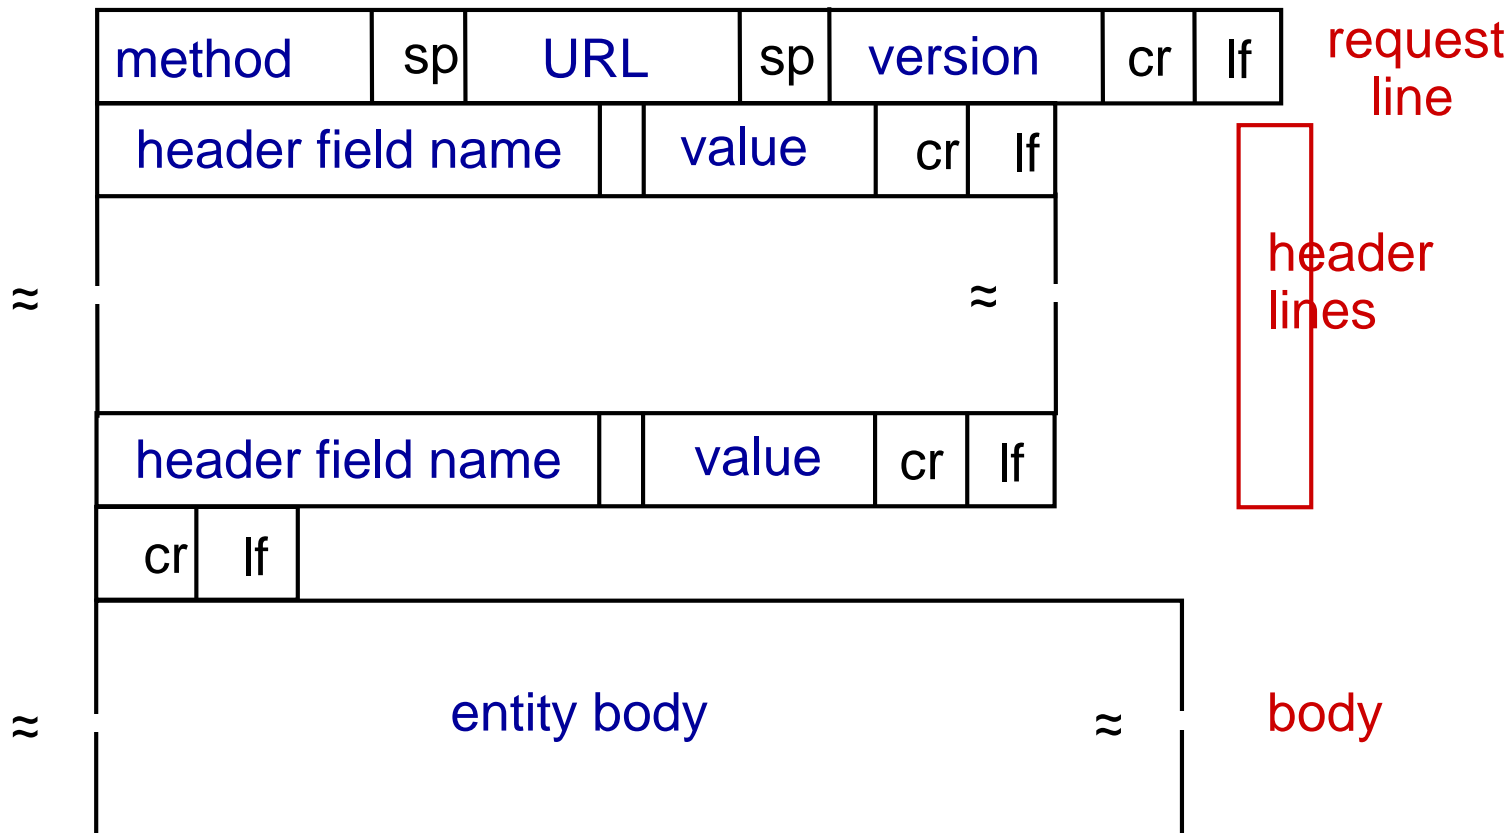 method sp URL sp version cr lf request
line
header field name value cr lf
header
lines
≈ ≈
header field name value cr lf
cr lf
≈ entity body ≈ body